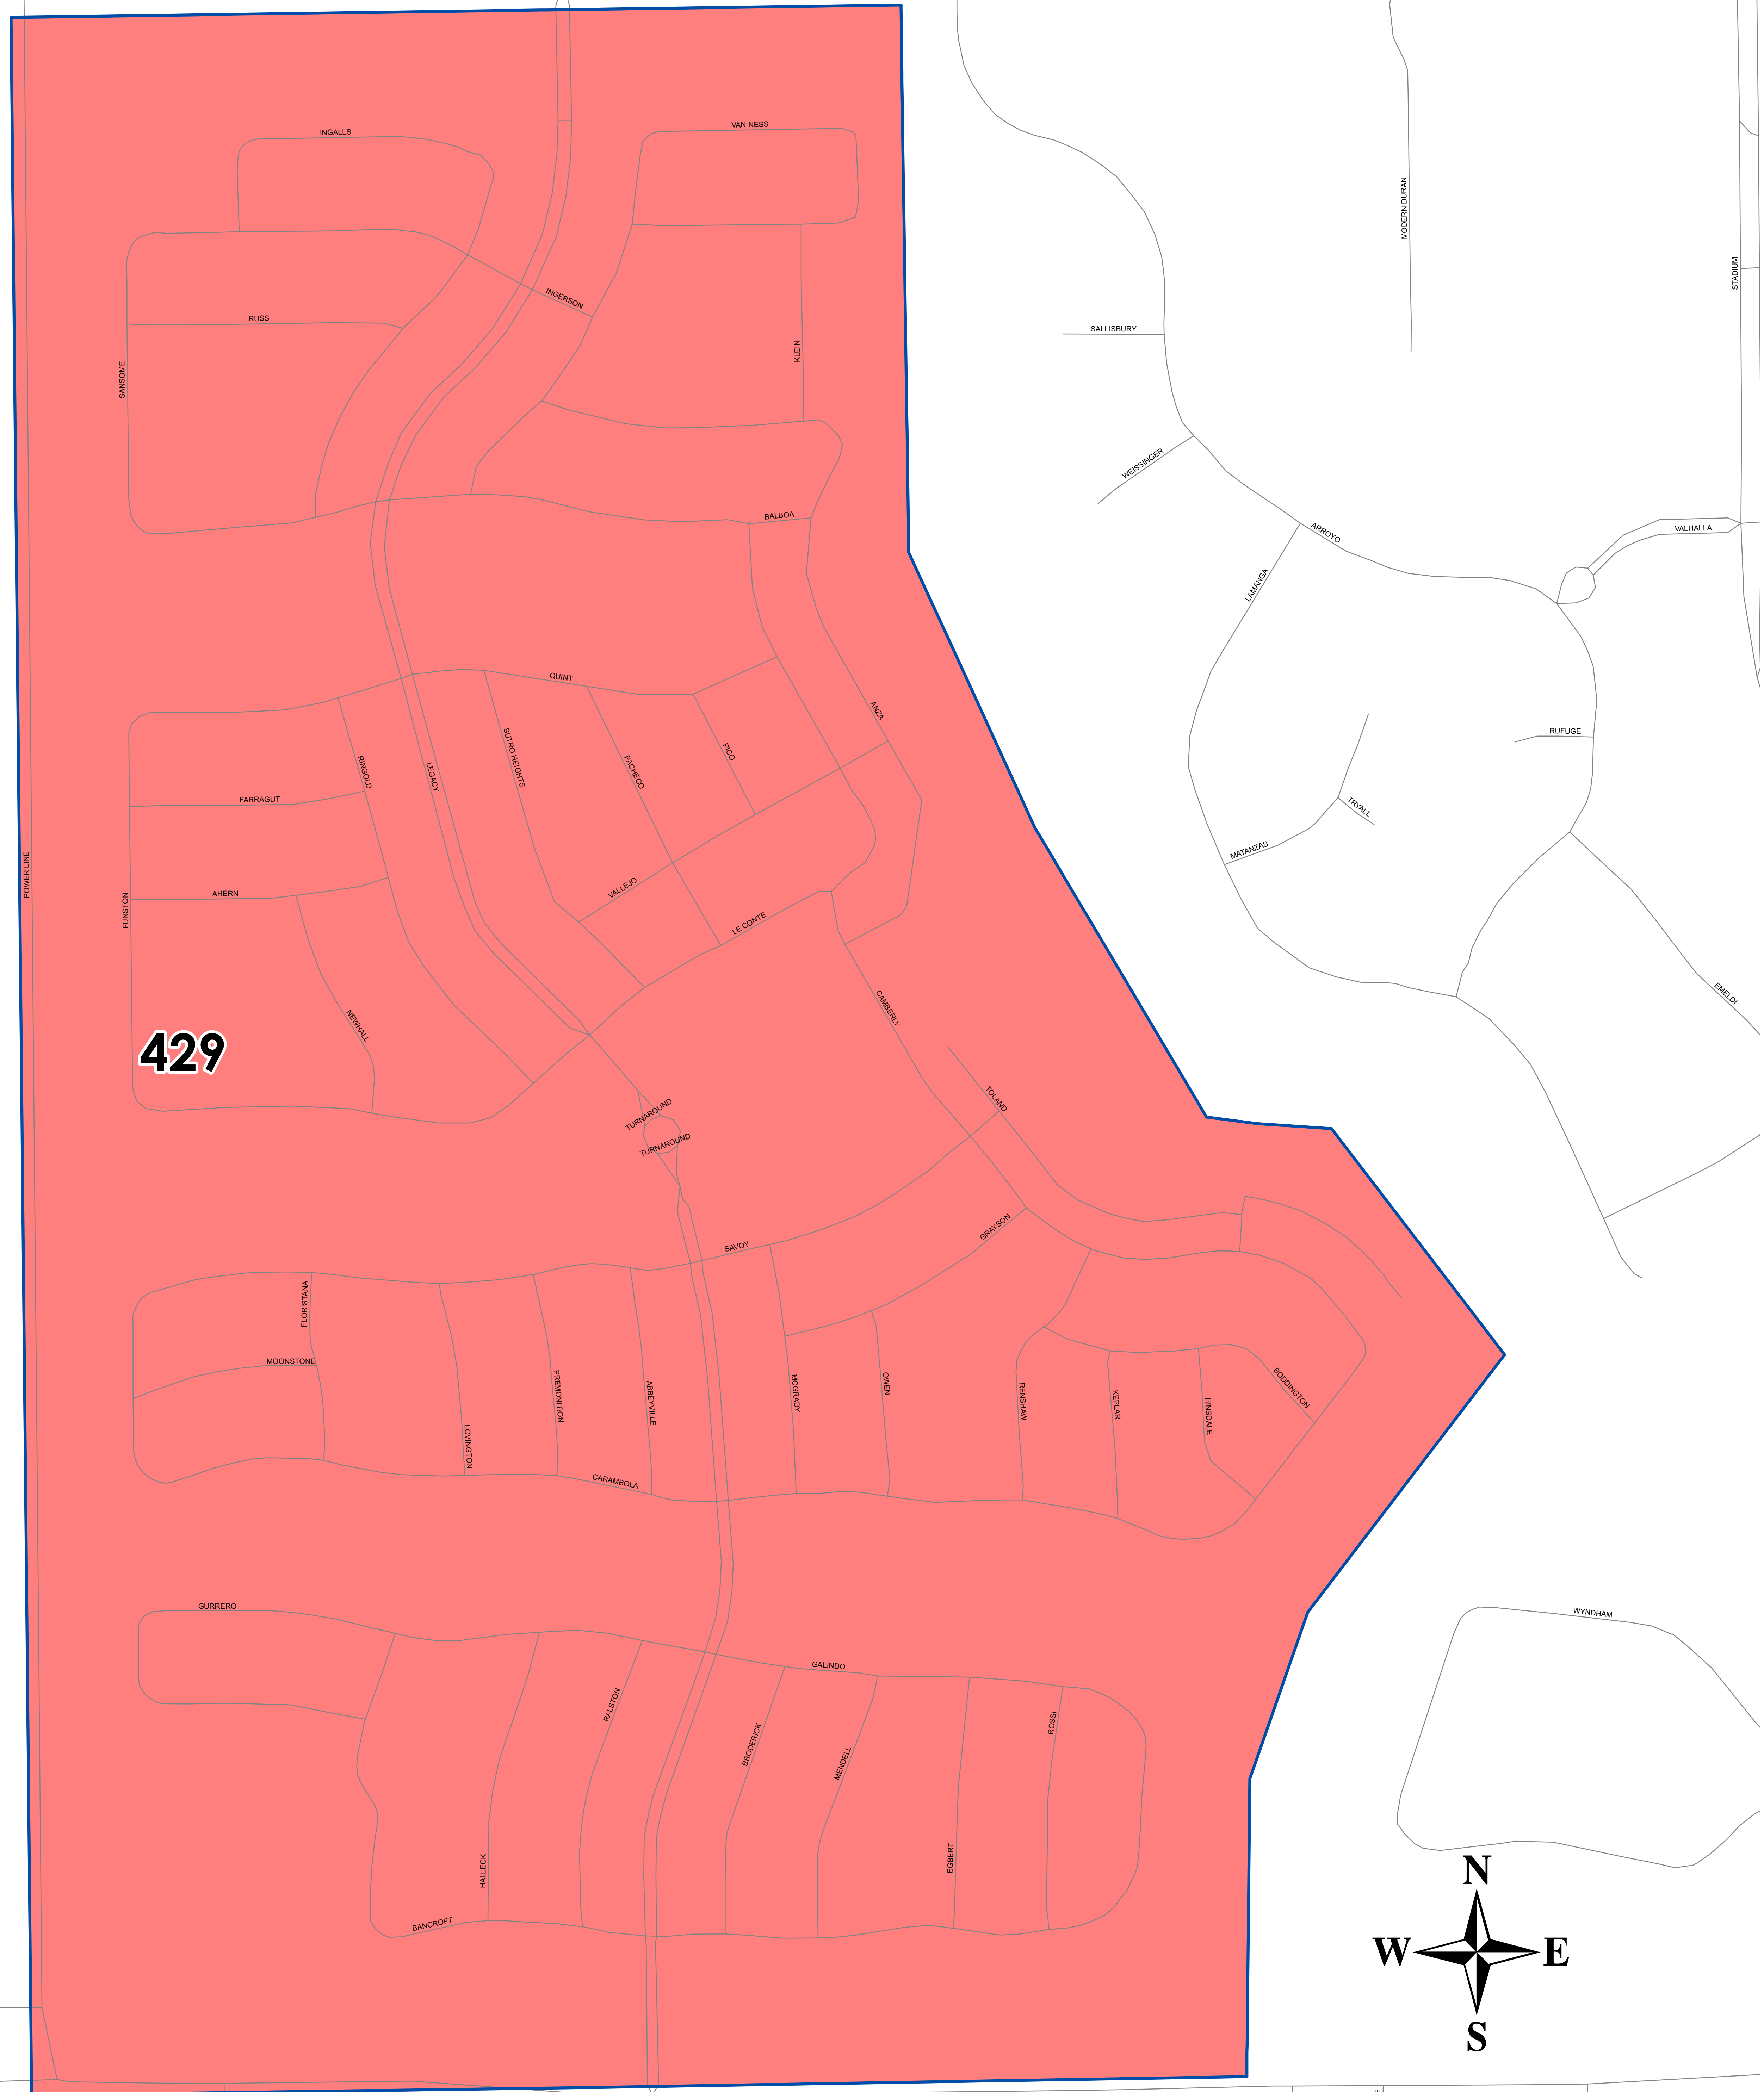 VAN NESS
INGALLS
MODERN DURAN
STADIUM
INGERSON
RUSS
SALLISBURY
KLEIN
SANSOME
WEISSINGER
BALBOA
VALHALLA
ARROYO
LAMANGA
QUINT
ANZA
RUFUGE
PICO
SUTRO HEIGHTS
PACHECO
RINGOLD
LEGACY
FARRAGUT
TRYALL
MATANZAS
POWER LINE
VALLEJO
AHERN
FUNSTON
LE CONTE
EMELDI
CAMBERLY
NEWHALL
429
TOLAND
TURNAROUND
TURNAROUND
GRAYSON
SAVOY
FLORISTANA
MOONSTONE
BODDINGTON
PREMONITION
ABBEYVILLE
MCGRADY
OWEN
RENSHAW
KEPLAR
HINSDALE
LOVINGTON
CARAMBOLA
GURRERO
WYNDHAM
GALINDO
RALSTON
ROSSI
BRODERICK
MENDELL
EGBERT
HALLECK
BANCROFT
N
W E
S